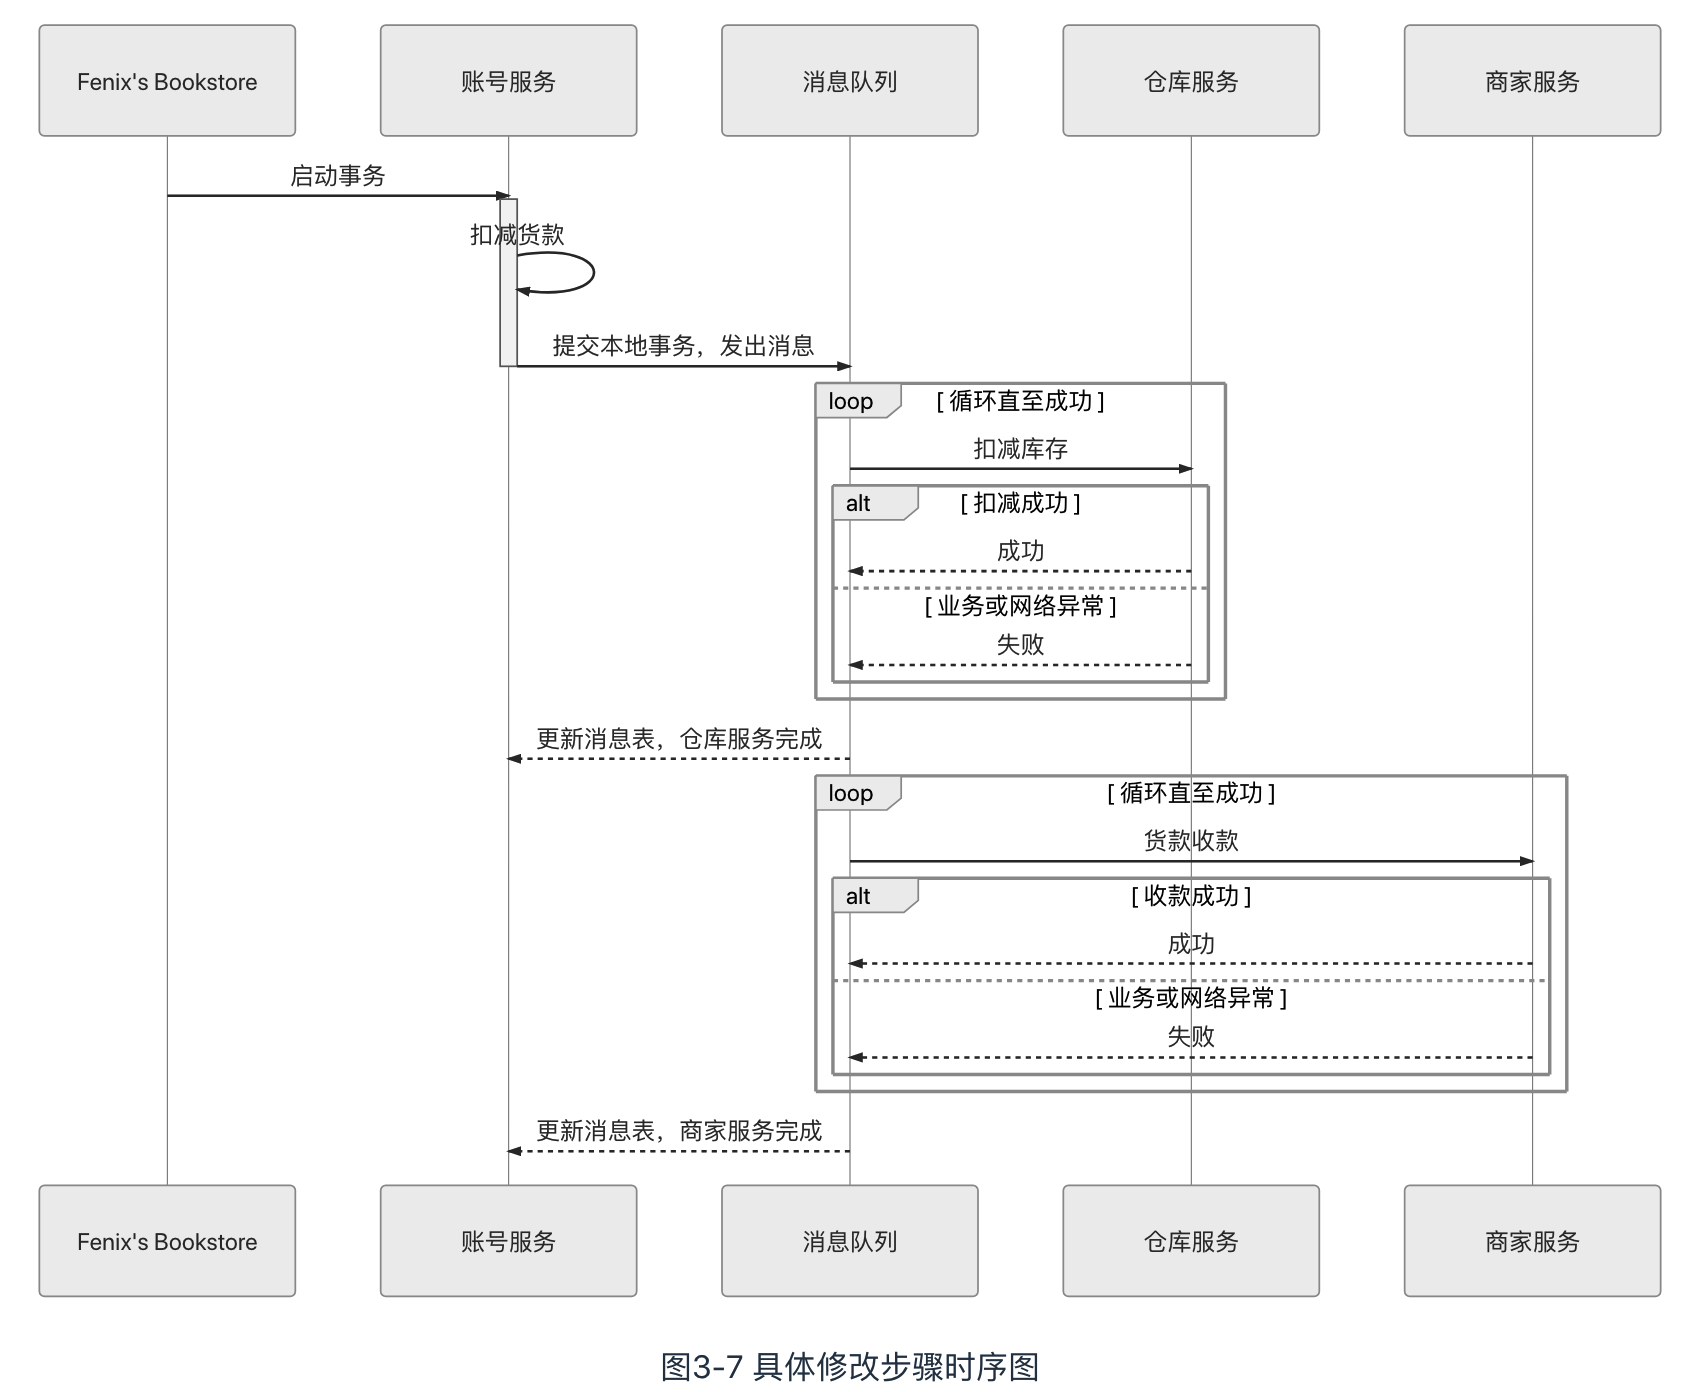 Fenix's Bookstore
账号服务
消息队列
仓库服务
商家服务
启动事务
扣减货款
提交本地事务，发出消息
loop
[ 循环直至成功 ]
扣减库存
alt
[ 扣减成功 ]
成功
[ 业务或网络异常 ]
失败
更新消息表，仓库服务完成
loop
[ 循环直至成功 ]
货款收款
alt
[ 收款成功 ]
成功
[ 业务或网络异常 ]
失败
更新消息表，商家服务完成
Fenix's Bookstore
账号服务
消息队列
仓库服务
商家服务
图3-7 具体修改步骤时序图